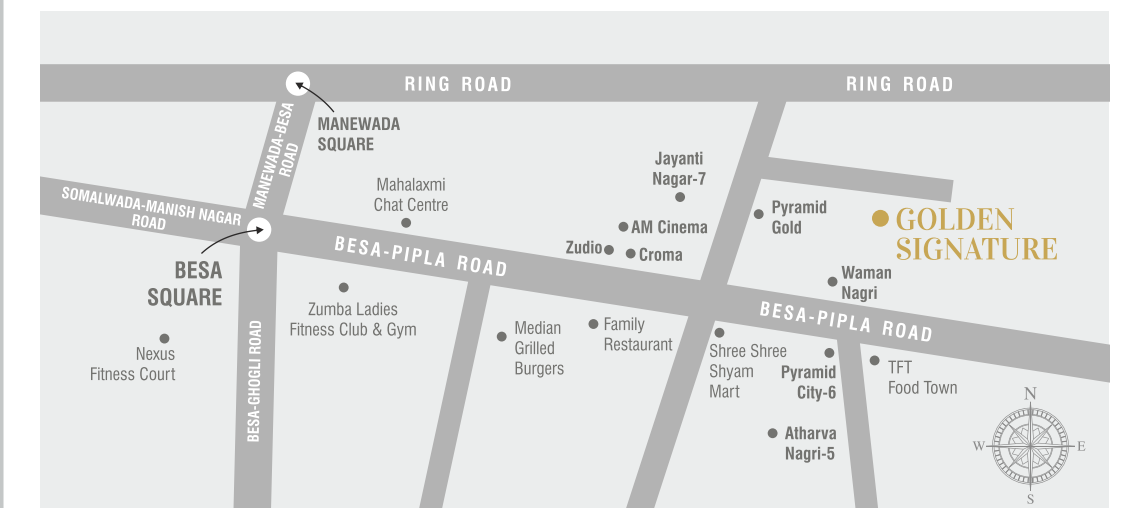 RING ROAD
RING ROAD
MANEWADA
SQUARE
MANEWADA-BESA
ROAD
SOMALWADA-MANISH NAGAR
ROAD
Mahalaxmi
Chat Centre
Jayanti
Nagar-7
AM Cinema
Zudio
Croma
Pyramid
Gold
GOLDEN
SIGNATURE
BESA
SQUARE
BESA-PIPLA ROAD
Waman
Nagri
BESA-PIPLA ROAD
Zumba Ladies
Fitness Club & Gym
Nexus
Fitness Court
BESA-GHOGLI ROAD
Median
Grilled
Burgers
Family
Restaurant
Shree Shree
Shyam
Mart
Pyramid
City-6
TFT
Food Town
Atharva
Nagri-5
N
W
E
S